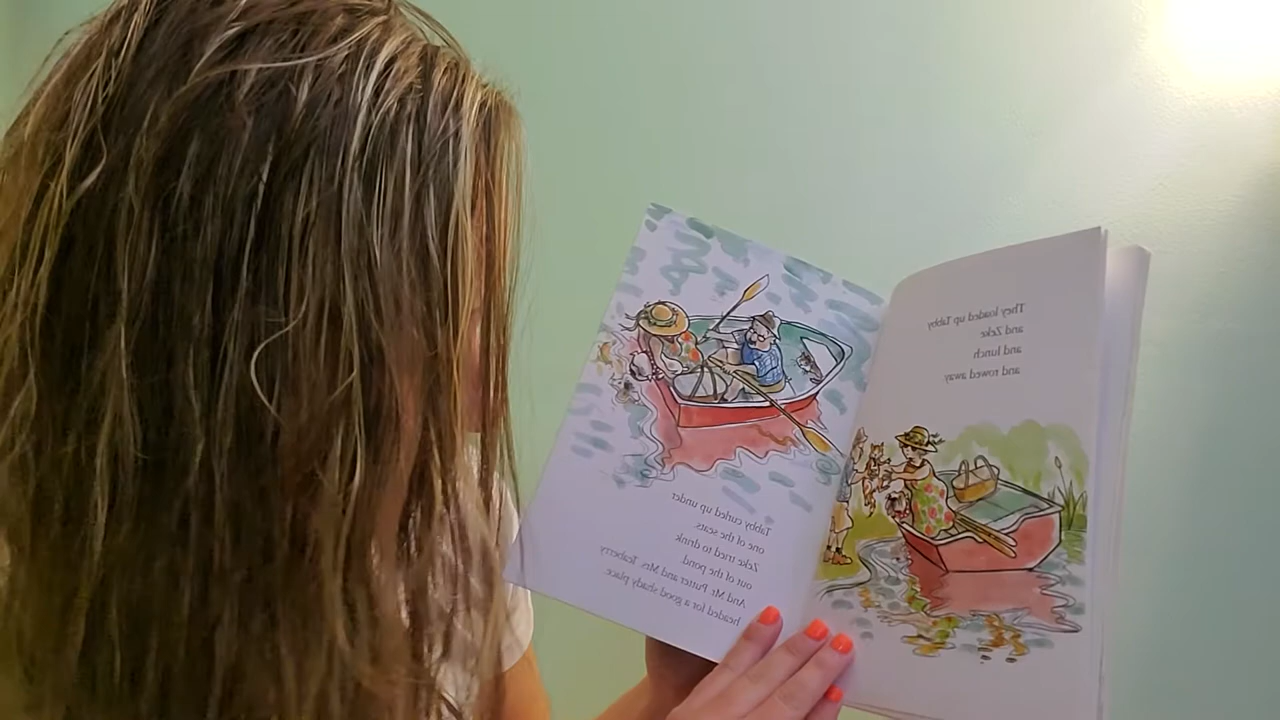 They loaded up Tabby
and Zeke
and lunch
and rowed away
Tabby curled up under
one of the seats.
Zeke tried to drink
out of the pond.
And Mr. Putter and Mrs. Teaberry
headed for a good shady place.